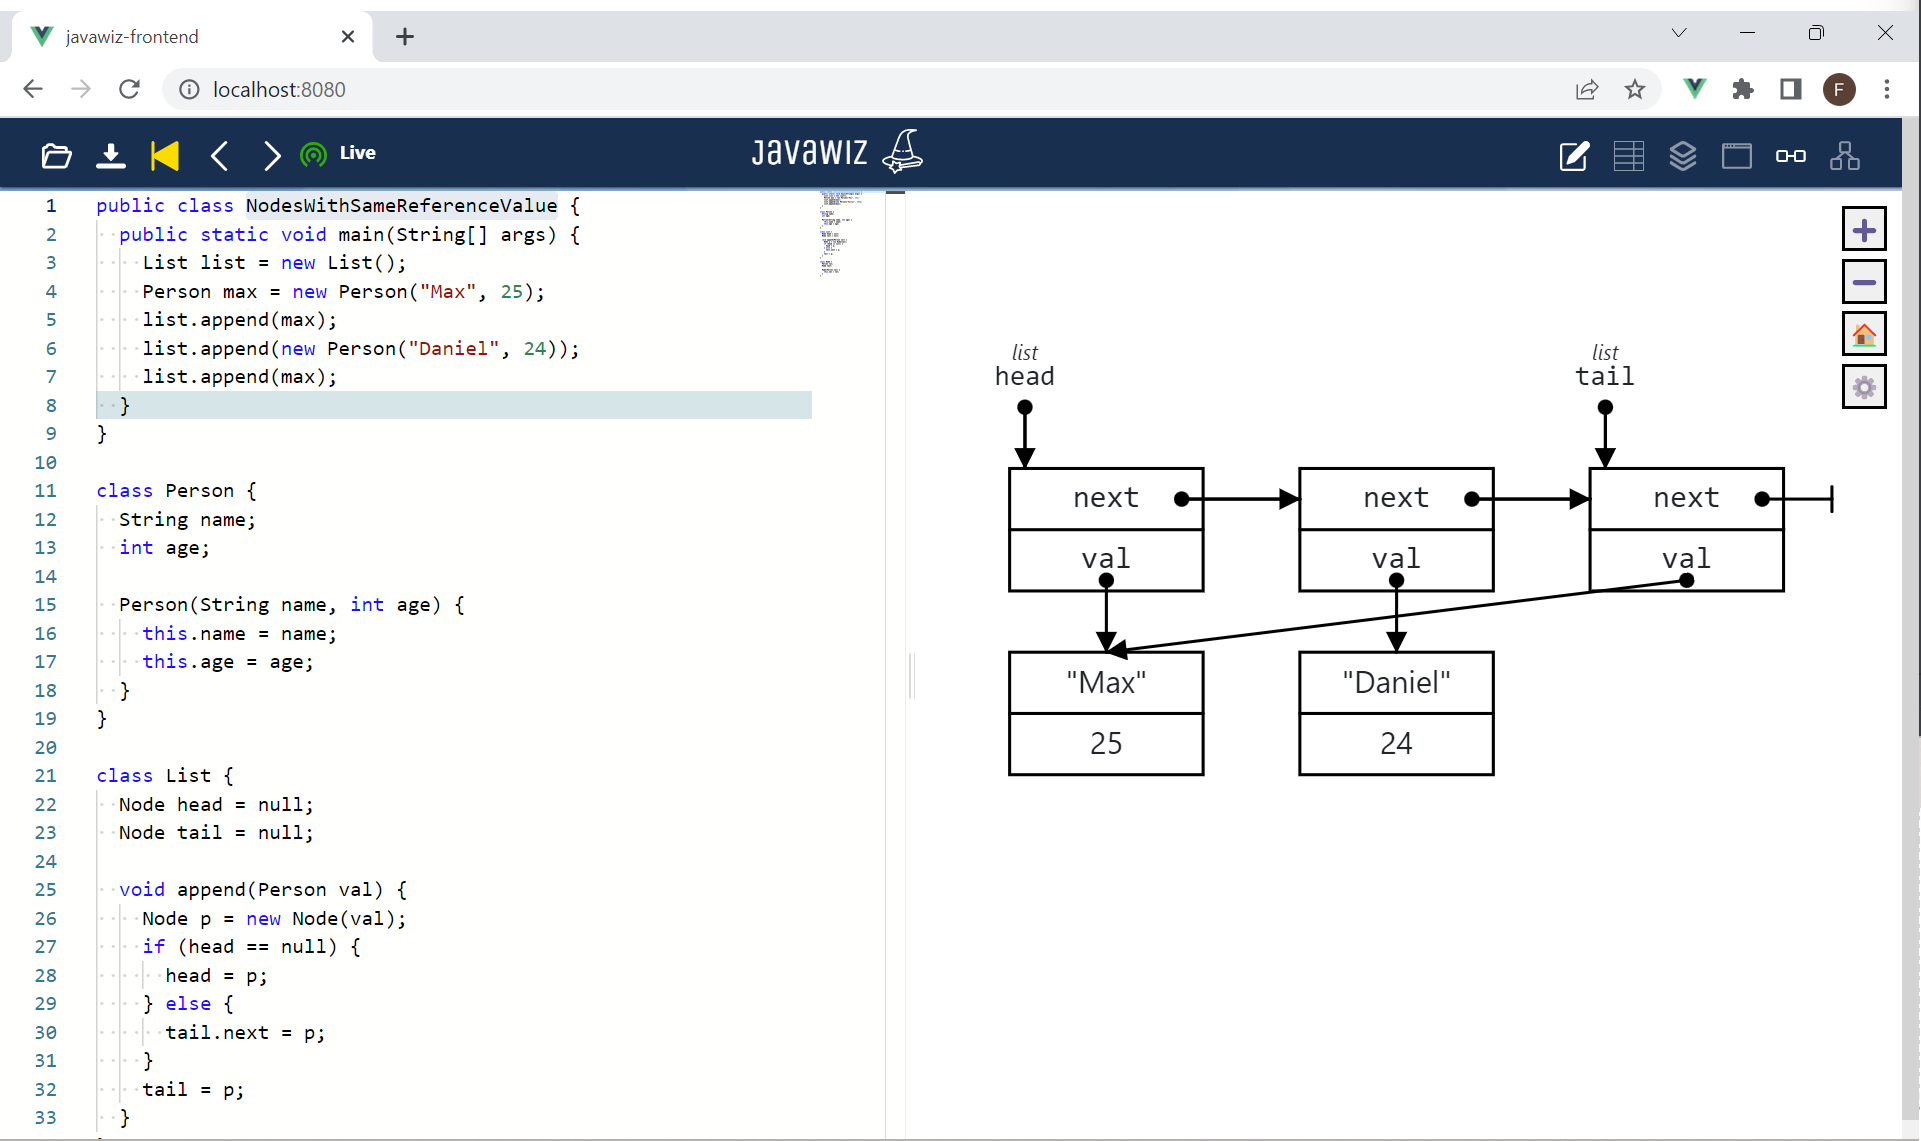 javawiz-frontend
localhost:8080
F
Live
JavaWIZ
1 public class NodesWithSameReferenceValue {
2 public static void main(String[] args) {
3 List list = new List();
4 Person max = new Person("Max", 25);
5 list.append(max);
6 list.append(new Person("Daniel", 24));
7 list.append(max);
8 }
9 }
10
11 class Person {
12 String name;
13 int age;
14
15 Person(String name, int age) {
16 this.name = name;
17 this.age = age;
18 }
19 }
20
21 class List {
22 Node head = null;
23 Node tail = null;
24
25 void append(Person val) {
26 Node p = new Node(val);
27 if (head == null) {
28 head = p;
29 } else {
30 tail.next = p;
31 }
32 tail = p;
33 }
list list
head tail
next next next
val val val
"Max" "Daniel"
25 24